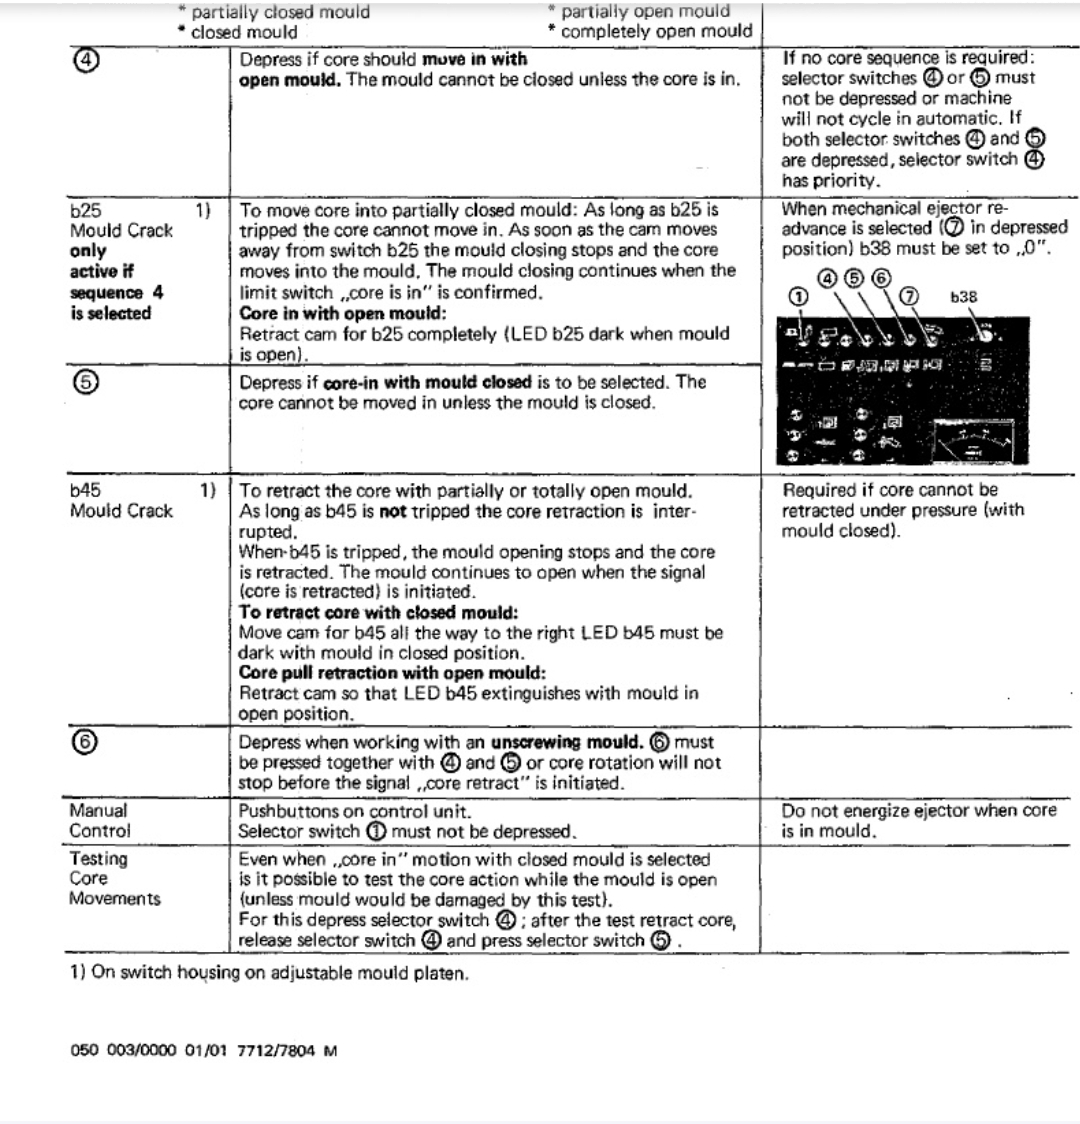 * partially closed mould
* closed mould
* partially open mould
* completely open mould
④
Depress if core should move in with
open mould. The mould cannot be closed unless the core is in.
If no core sequence is required:
selector switches ④ or ⑤ must
not be depressed or machine
will not cycle in automatic. If
both selector switches ④ and ⑤
are depressed, selector switch ④
has priority.
b25 1)
Mould Crack
only
active if
sequence 4
is selected
To move core into partially closed mould: As long as b25 is
tripped the core cannot move in. As soon as the cam moves
away from switch b25 the mould closing stops and the core
moves into the mould. The mould closing continues when the
limit switch „core is in" is confirmed.
Core in with open mould:
Retract cam for b25 completely (LED b25 dark when mould
is open).
When mechanical ejector re-
advance is selected (⑦ in depressed
position) b38 must be set to „0".
④ ⑤ ⑥
① ⑦ b38
⑤
Depress if core-in with mould closed is to be selected. The
core cannot be moved in unless the mould is closed.
b45 1)
Mould Crack
To retract the core with partially or totally open mould.
As long as b45 is not tripped the core retraction is inter-
rupted.
When b45 is tripped, the mould opening stops and the core
is retracted. The mould continues to open when the signal
(core is retracted) is initiated.
To retract core with closed mould:
Move cam for b45 all the way to the right LED b45 must be
dark with mould in closed position.
Core pull retraction with open mould:
Retract cam so that LED b45 extinguishes with mould in
open position.
Required if core cannot be
retracted under pressure (with
mould closed).
⑥
Depress when working with an unscrewing mould. ⑥ must
be pressed together with ④ and ⑤ or core rotation will not
stop before the signal „core retract" is initiated.
Manual
Control
Pushbuttons on control unit.
Selector switch ① must not be depressed.
Do not energize ejector when core
is in mould.
Testing
Core
Movements
Even when „core in" motion with closed mould is selected
is it possible to test the core action while the mould is open
(unless mould would be damaged by this test).
For this depress selector switch ④ ; after the test retract core,
release selector switch ④ and press selector switch ⑤ .
1) On switch housing on adjustable mould platen.
050 003/0000 01/01 7712/7804 M